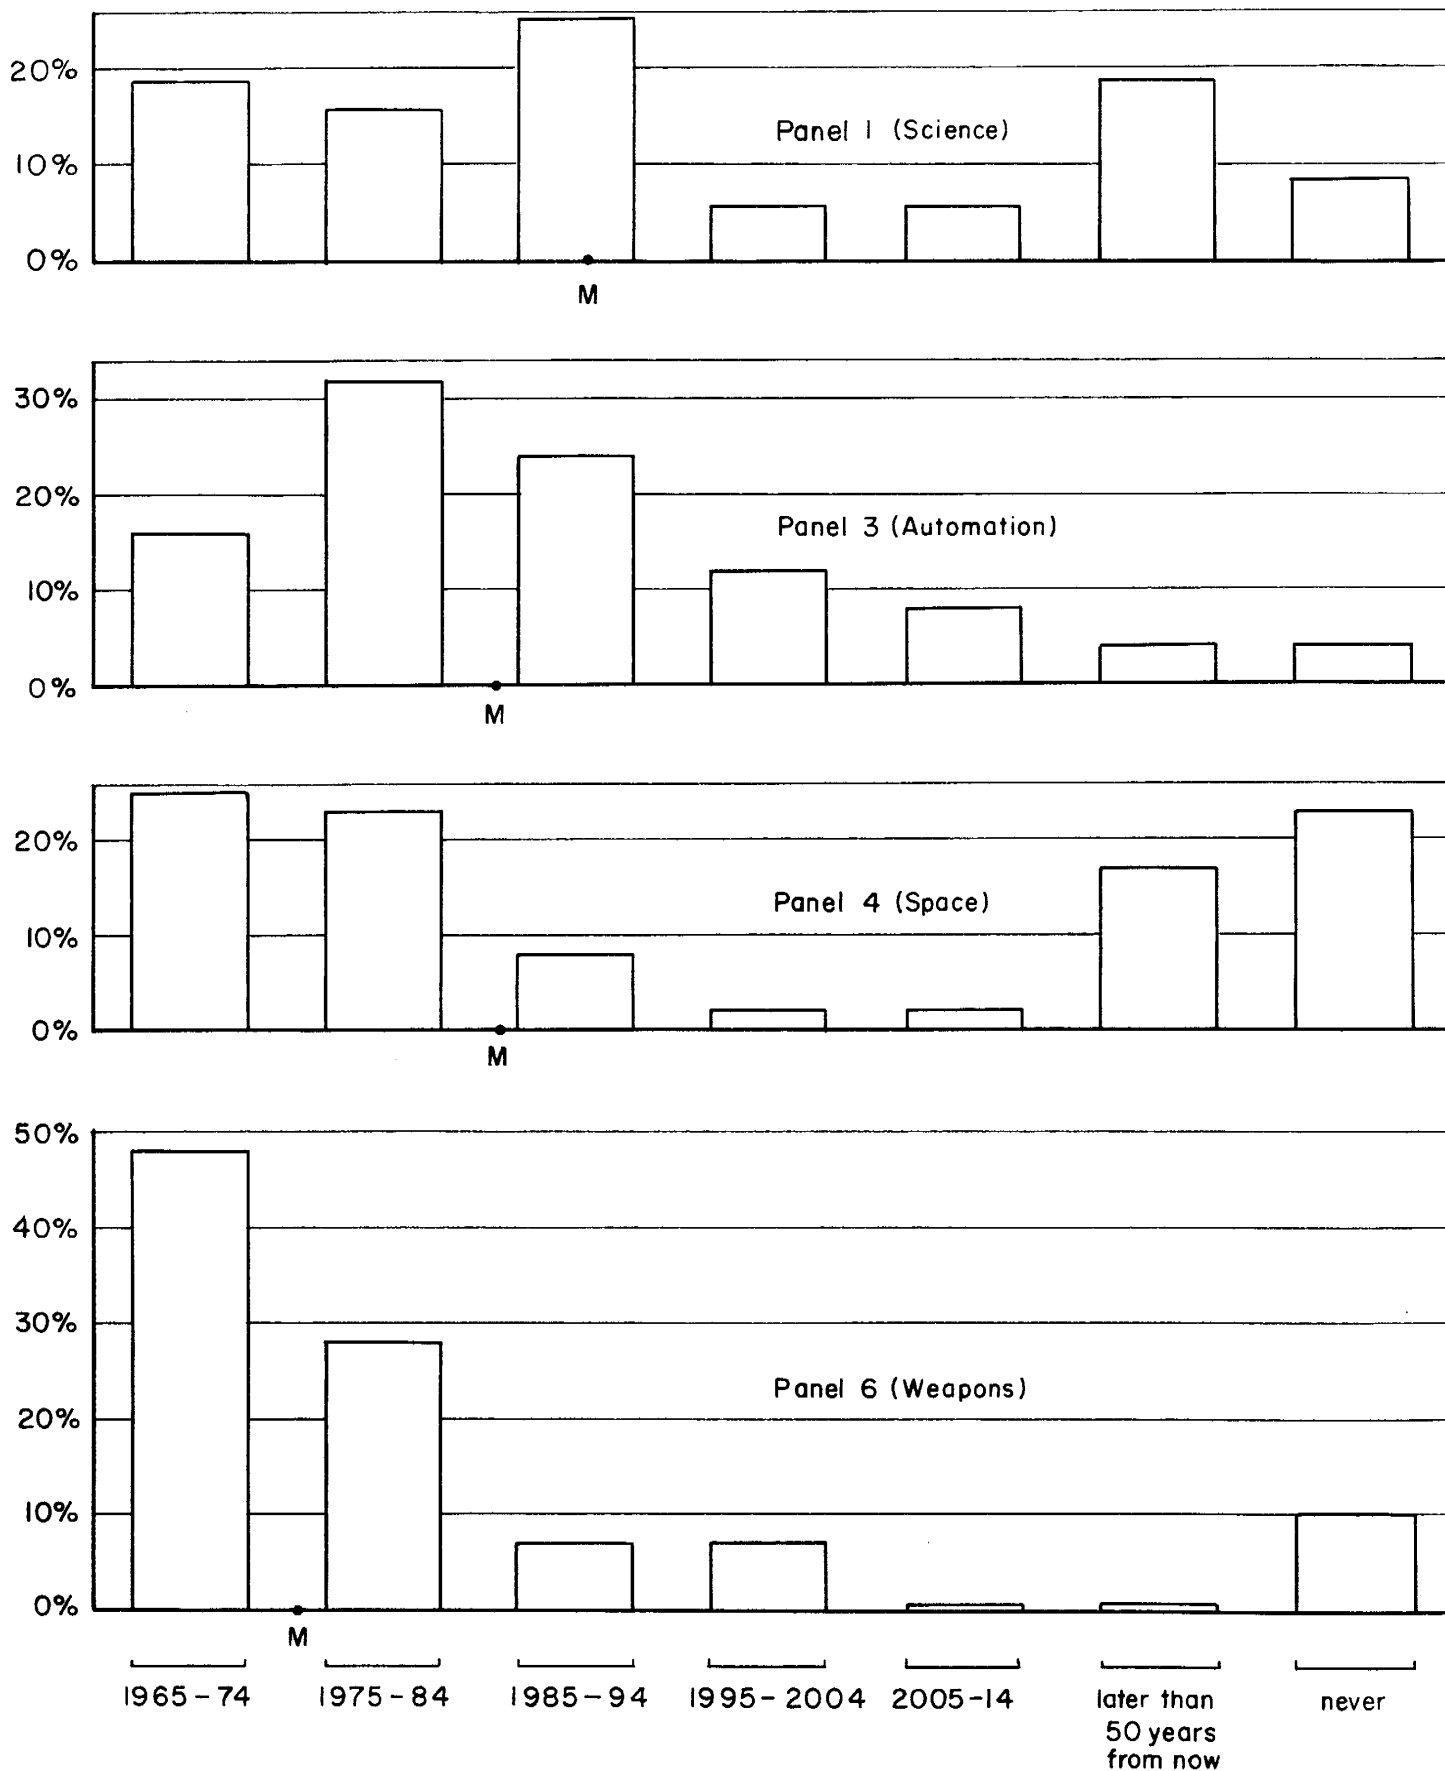 20%
10%
0%
Panel 1 (Science)
M
30%
20%
10%
0%
Panel 3 (Automation)
M
20%
10%
0%
Panel 4 (Space)
M
50%
40%
30%
20%
10%
0%
Panel 6 (Weapons)
M
1965-74 1975-84 1985-94 1995-2004 2005-14 later than never
50 years
from now